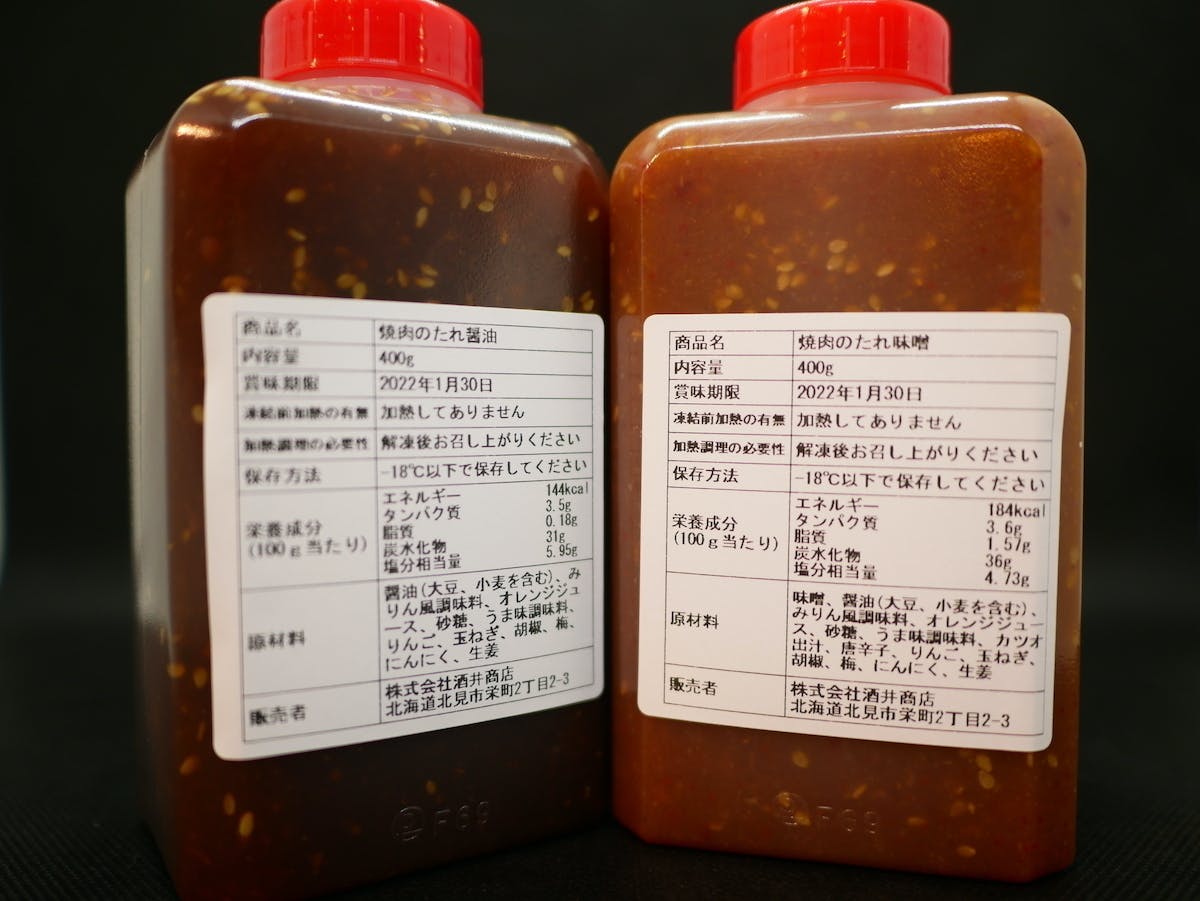 商品名 焼肉のたれ醤油
内容量 400g
賞味期限 2022年1月30日
凍結前加熱の有無 加熱してありません
加熱調理の必要性 解凍後お召し上がりください
保存方法 -18℃以下で保存してください
栄養成分
(100g当たり)
エネルギー 144kcal
タンパク質 3.5g
脂質 0.18g
炭水化物 31g
塩分相当量 5.95g
原材料
醤油(大豆、小麦を含む)、み
りん風調味料、オレンジジュ
ース、砂糖、うま味調味料、
りんご、玉ねぎ、胡椒、梅、
にんにく、生姜
販売者
株式会社酒井商店
北海道北見市栄町2丁目2-3
商品名 焼肉のたれ味噌
内容量 400g
賞味期限 2022年1月30日
凍結前加熱の有無 加熱してありません
加熱調理の必要性 解凍後お召し上がりください
保存方法 -18℃以下で保存してください
栄養成分
(100g当たり)
エネルギー 184kcal
タンパク質 3.6g
脂質 1.57g
炭水化物 36g
塩分相当量 4.73g
原材料
味噌、醤油(大豆、小麦を含む)、
みりん風調味料、オレンジジュー
ス、砂糖、うま味調味料、カツオ
出汁、唐辛子、りんご、玉ねぎ、
胡椒、梅、にんにく、生姜
販売者
株式会社酒井商店
北海道北見市栄町2丁目2-3